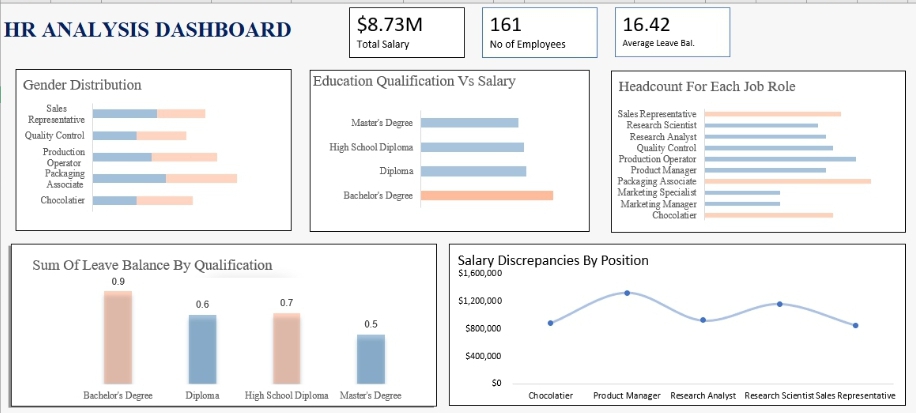 HR ANALYSIS DASHBOARD
$8.73M
Total Salary
161
No of Employees
16.42
Average Leave Bal.
Gender Distribution
Sales
Representative
Quality Control
Production
Operator
Packaging
Associate
Chocolatier
Education Qualification Vs Salary
Master's Degree
High School Diploma
Diploma
Bachelor's Degree
Headcount For Each Job Role
Sales Representative
Research Scientist
Research Analyst
Quality Control
Production Operator
Product Manager
Packaging Associate
Marketing Specialist
Marketing Manager
Chocolatier
Sum Of Leave Balance By Qualification
0.9
0.6
0.7
0.5
Bachelor's Degree
Diploma
High School Diploma
Master's Degree
Salary Discrepancies By Position
$1,600,000
$1,200,000
$800,000
$400,000
$0
Chocolatier
Product Manager
Research Analyst
Research Scientist
Sales Representative